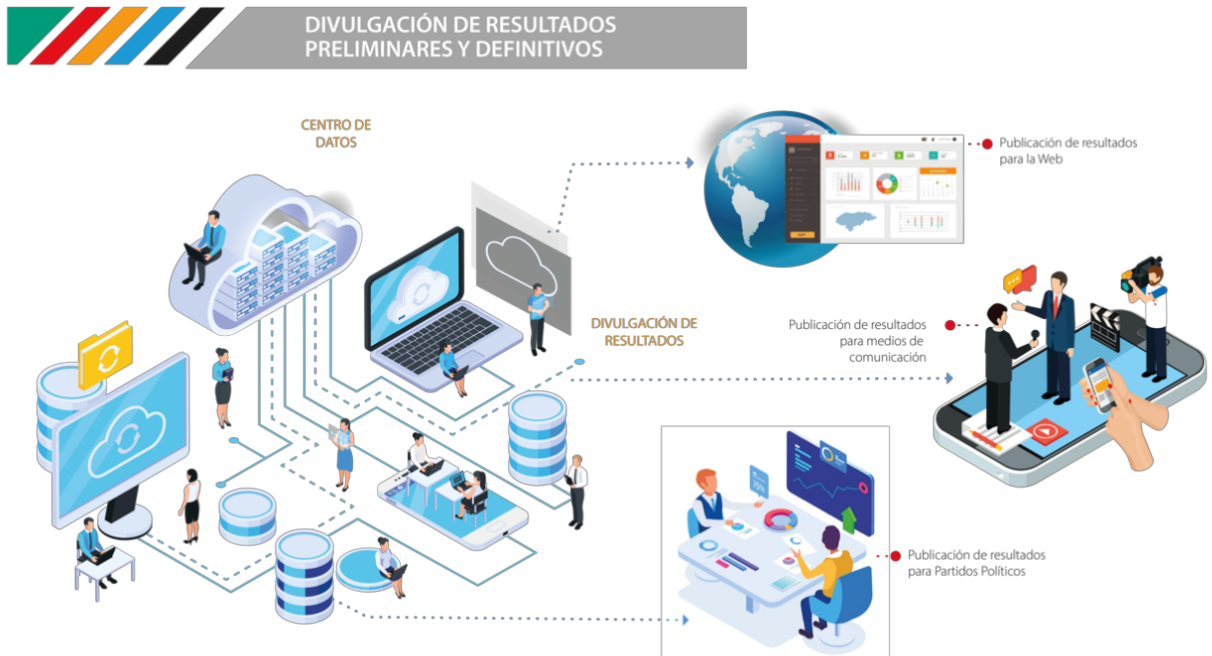 DIVULGACIÓN DE RESULTADOS
PRELIMINARES Y DEFINITIVOS
CENTRO DE
DATOS
Publicación de resultados
para la Web
DIVULGACIÓN DE
RESULTADOS
Publicación de resultados
para medios de
comunicación
75%
Publicación de resultados
para Partidos Políticos